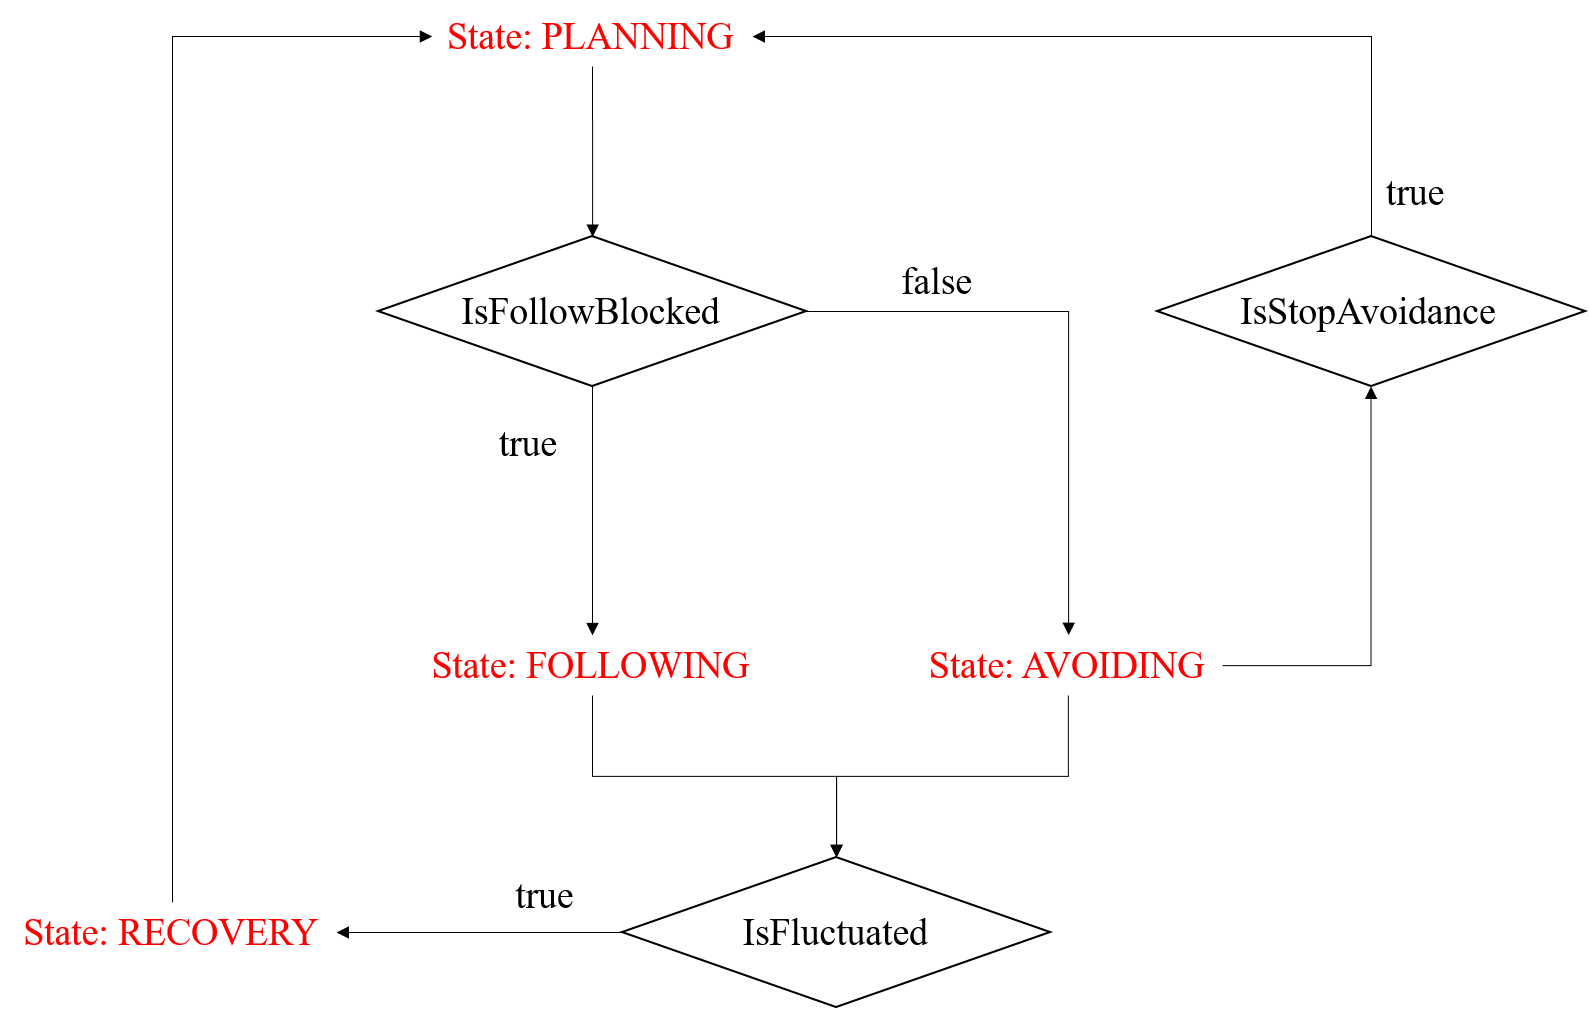 State: PLANNING
true
false
IsFollowBlocked
IsStopAvoidance
true
State: FOLLOWING
State: AVOIDING
true
State: RECOVERY
IsFluctuated